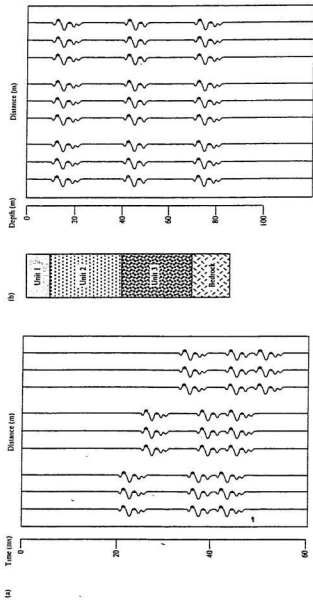 (a)
Time (ms)
0
20
40
60
Distance (m)
(b)
Unit 1
Unit 2
Unit 3
Bedrock
Depth (m)
0
20
40
60
80
100
Distance (m)